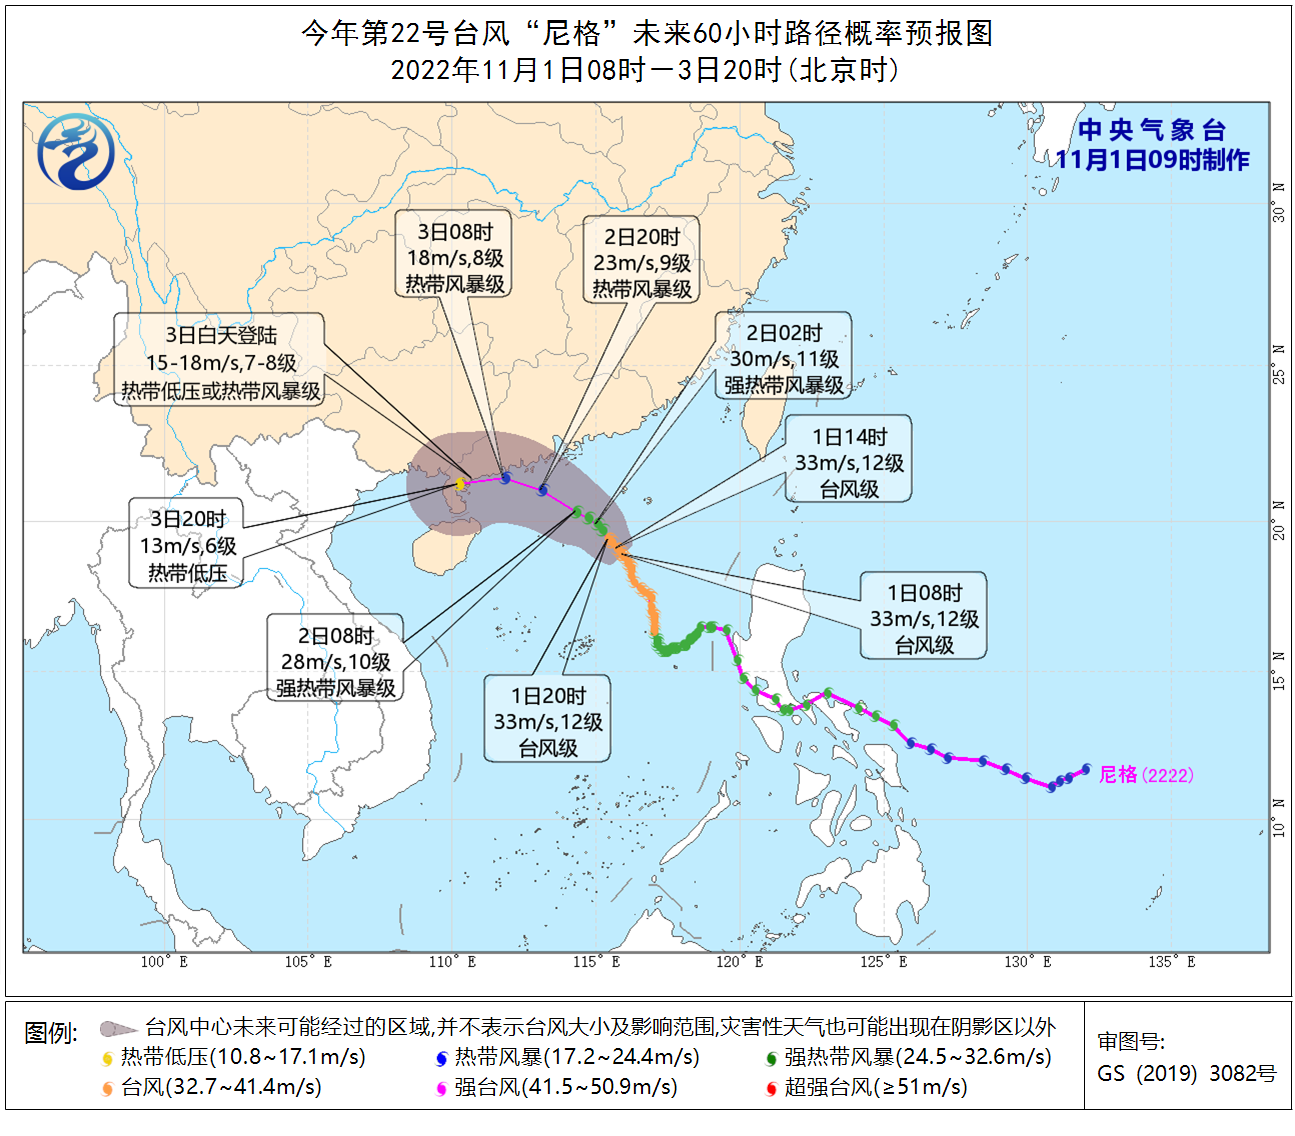 今年第22号台风“尼格”未来60小时路径概率预报图
2022年11月1日08时－3日20时(北京时)
中央气象台
11月1日09时制作
3日08时
18m/s,8级
热带风暴级
2日20时
23m/s,9级
热带风暴级
3日白天登陆
15-18m/s,7-8级
热带低压或热带风暴级
2日02时
30m/s,11级
强热带风暴级
1日14时
33m/s,12级
台风级
3日20时
13m/s,6级
热带低压
1日08时
33m/s,12级
台风级
2日08时
28m/s,10级
强热带风暴级
1日20时
33m/s,12级
台风级
尼格(2222)
30° N
25° N
20° N
15° N
10° N
100° E
105° E
110° E
115° E
120° E
125° E
130° E
135° E
图例:
台风中心未来可能经过的区域,并不表示台风大小及影响范围,灾害性天气也可能出现在阴影区以外
热带低压(10.8~17.1m/s)
热带风暴(17.2~24.4m/s)
强热带风暴(24.5~32.6m/s)
台风(32.7~41.4m/s)
强台风(41.5~50.9m/s)
超强台风(≥51m/s)
审图号:
GS (2019) 3082号